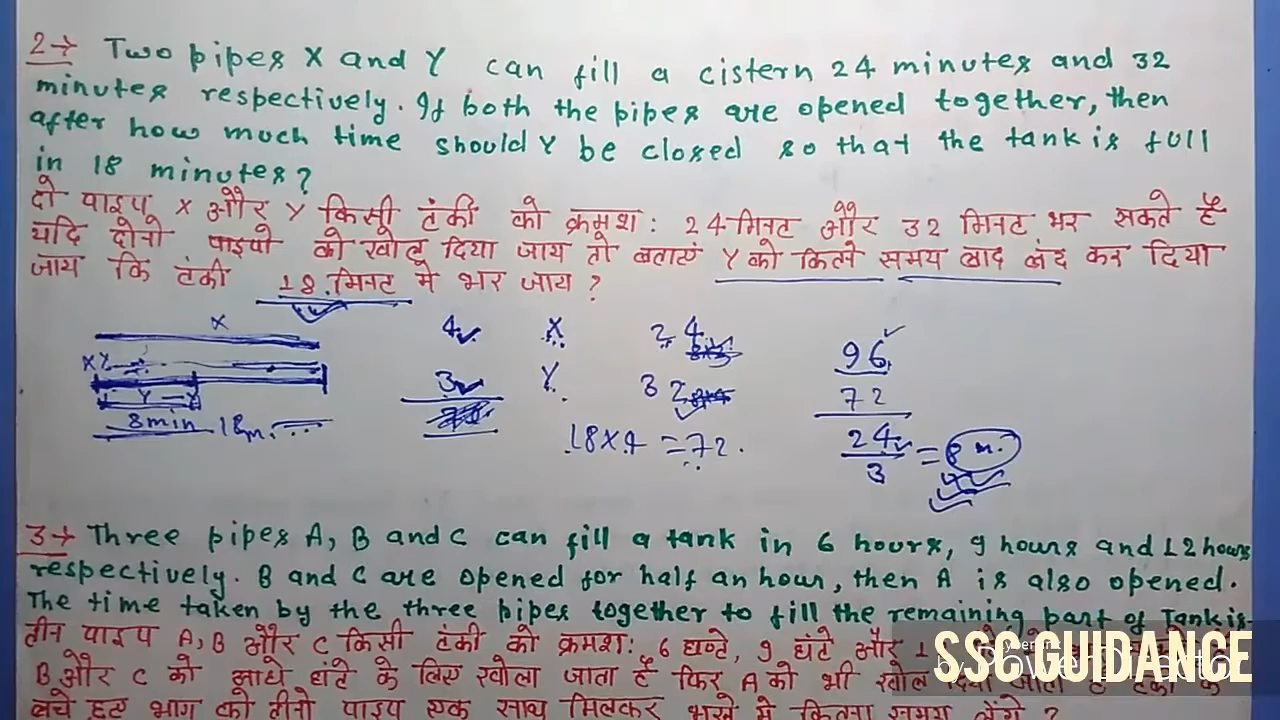 2→ Two pipes X and Y can fill a cistern 24 minutes and 32
minutes respectively. If both the pipes are opened together, then
after how much time should Y be closed so that the tank is full
in 18 minutes?
दो पाइप X और Y किसी टंकी को क्रमश: 24 मिनट और 32 मिनट भर सकते हैं
यदि दोनो पाइपो को खोल दिया जाय तो बताएं Y को कितने समय बाद बंद कर दिया
जाय कि टंकी 18 मिनट मे भर जाय ?
X
XY
Y
8min 18m.
4 X 24
3 Y 32
18×4 = 72.
96
72
24/3 = 8 m.
3→ Three pipes A, B and C can fill a tank in 6 hours, 9 hours and 12 hours
respectively. B and C are opened for half an hour, then A is also opened.
The time taken by the three pipes together to fill the remaining part of Tank is
तीन पाइप A, B और C किसी टंकी को क्रमश: 6 घण्टे, 9 घंटे और 1
B और C को आधे घंटे के लिए खोला जाता है फिर A को भी खोल
बचे हुए भाग को तीनो पाइप एक साथ मिलकर भरने मे कितना समय लेंगे ?
SSC GUIDANCE